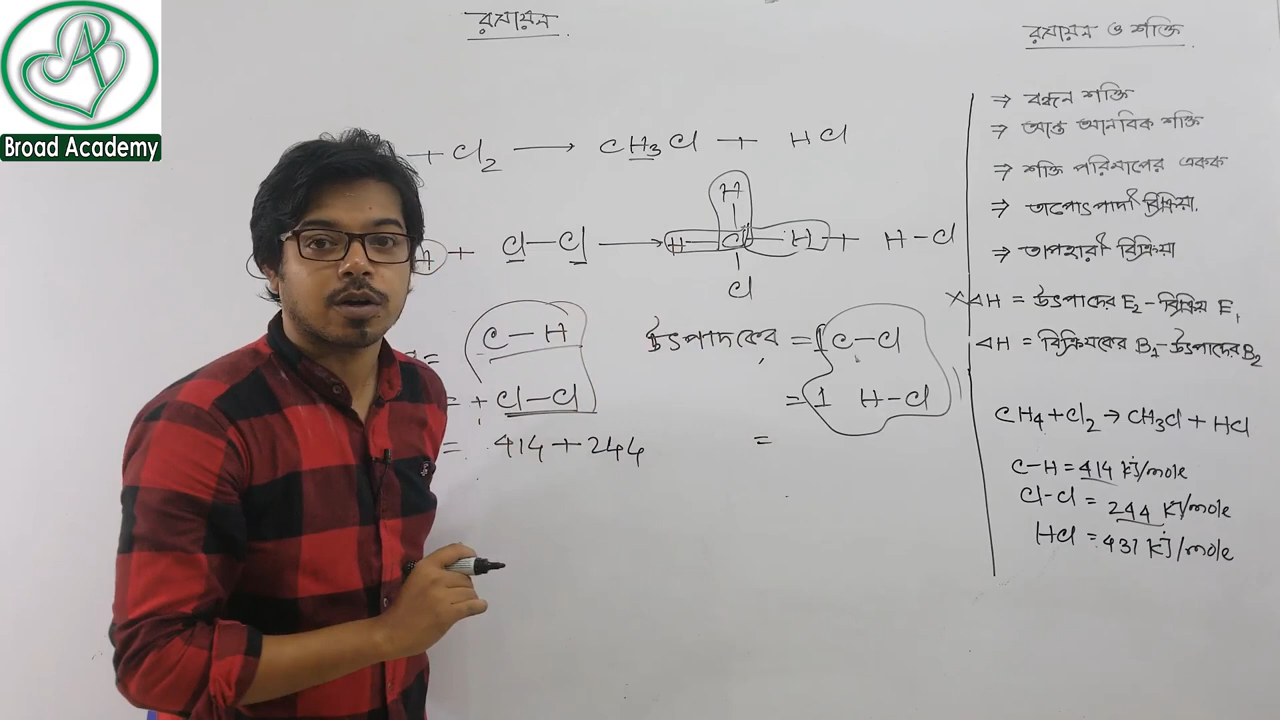 Broad Academy
রসায়ন
+ Cl₂ ⟶ CH₃Cl + HCl
H + Cl—Cl ⟶ H—Cl—H + H-Cl
H
Cl
= C-H
= + Cl-Cl
= 414+244
উৎপাদকের = 1 C-Cl
= 1 H-Cl
=
রসায়ন ও শক্তি
⇒ বন্ধন শক্তি
⇒ আন্ত আনবিক শক্তি
⇒ শক্তি পরিমাপের একক
⇒ তাপোৎপাদী বিক্রিয়া.
⇒ তাপহারী বিক্রিয়া
×ΔH = উৎপাদের E₂-বিক্রিয় E₁
ΔH = বিক্রিয়কের B₁-উৎপাদের B₂
CH₄+Cl₂→CH₃Cl+HCl
C-H = 414 kJ/mole
Cl-Cl = 244 KJ/mole
HCl = 431 kJ/mole